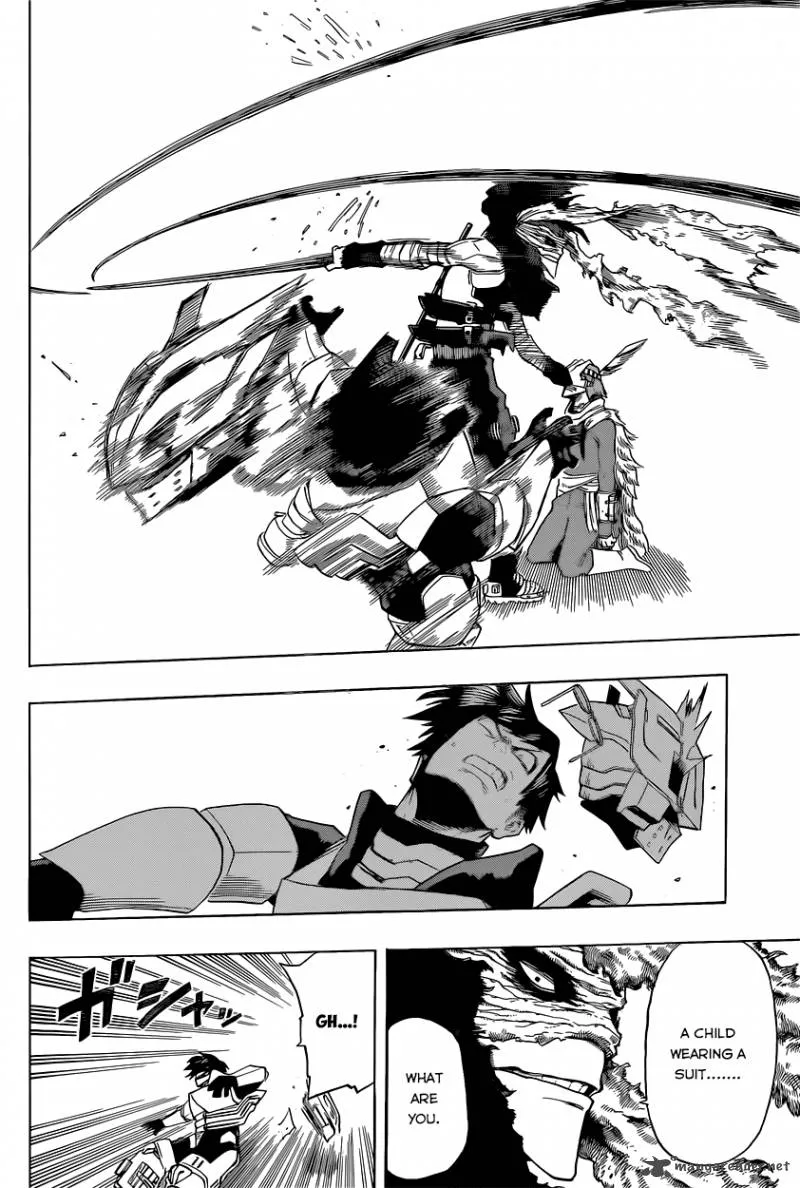 ガシャッ
GH...!
A CHILD
WEARING A
SUIT.......
WHAT
ARE
YOU.
mangareader.net